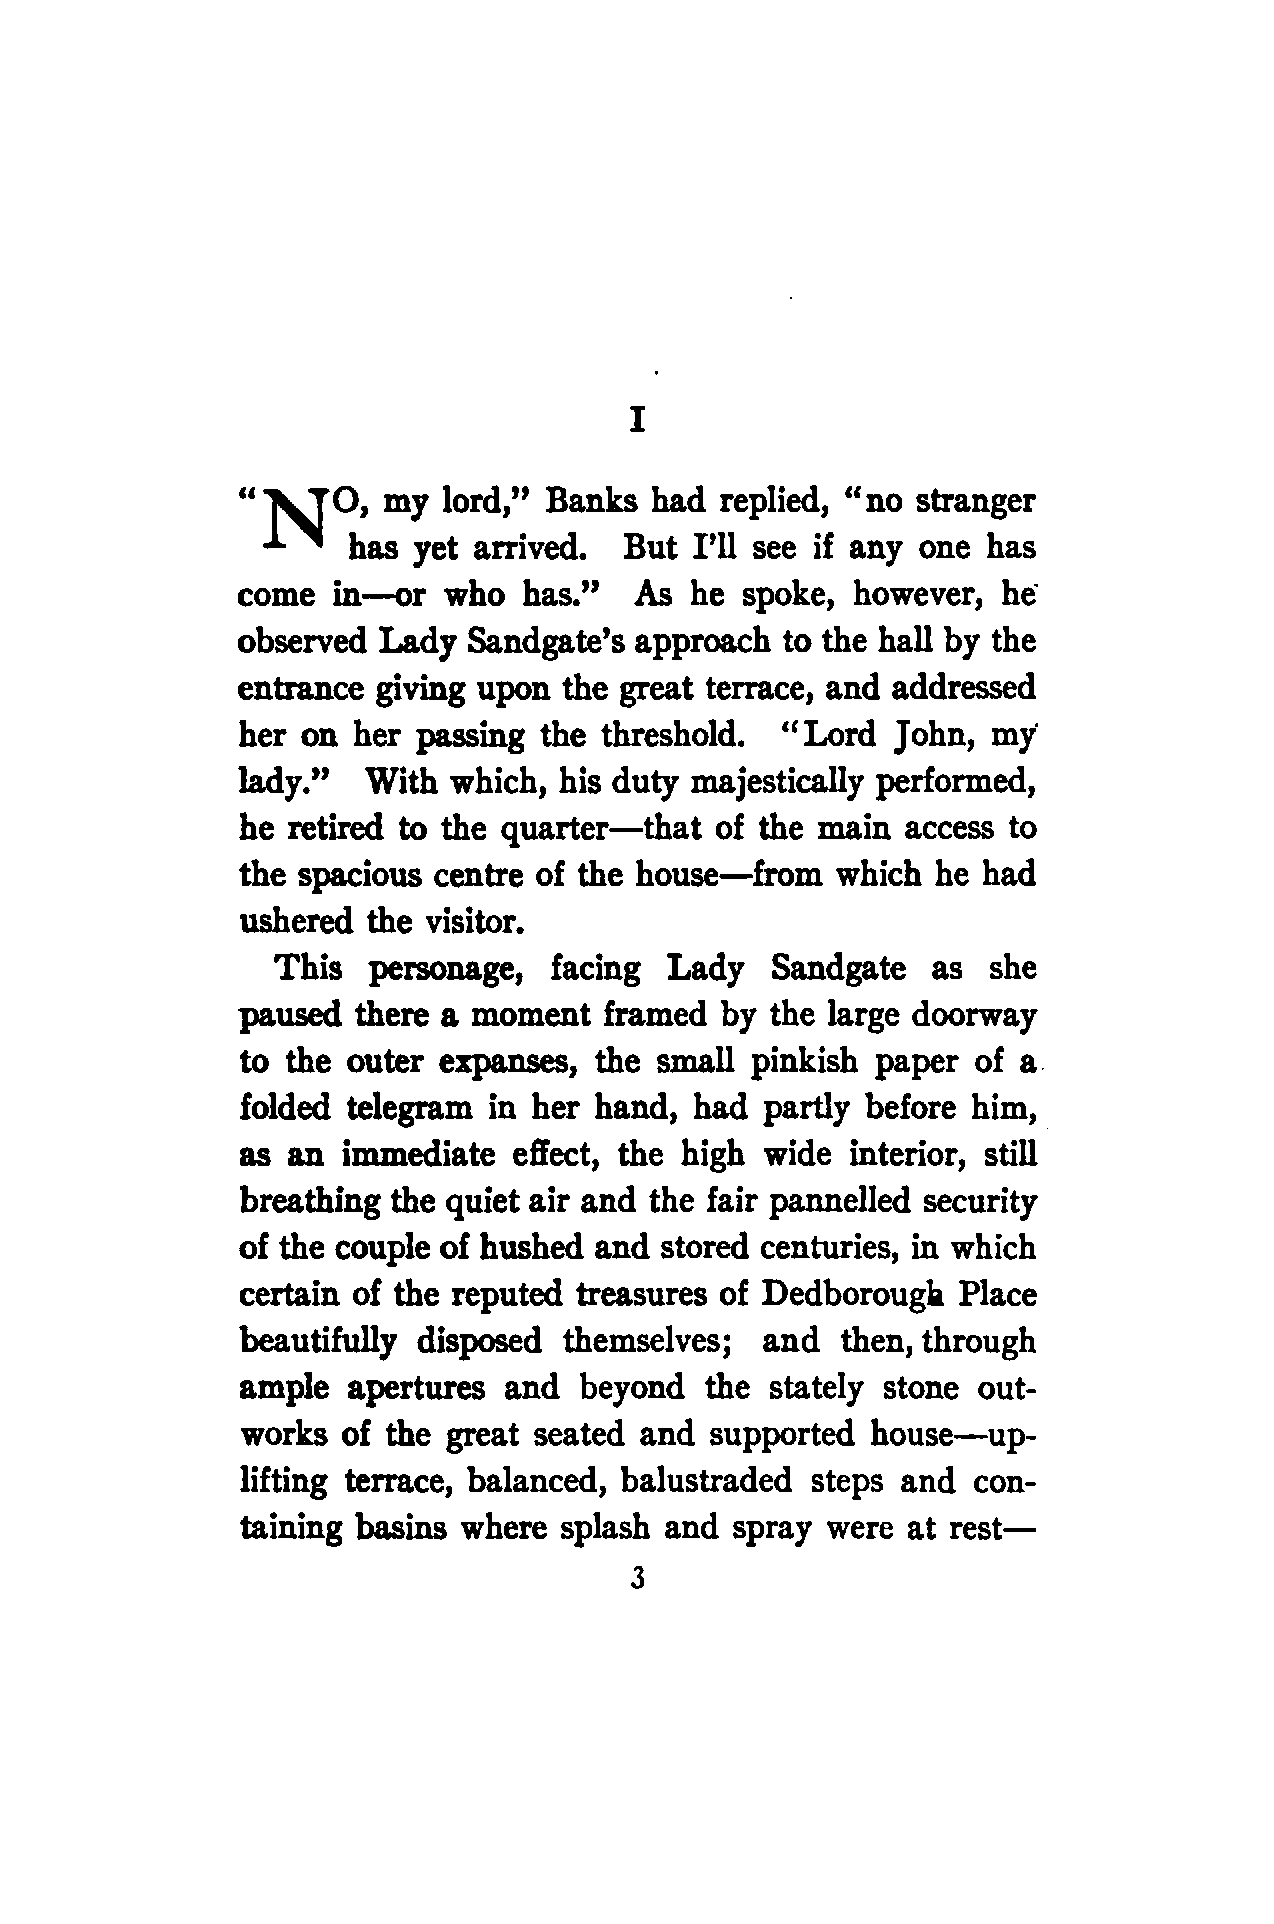 I
“NO, my lord,” Banks had replied, “no stranger
has yet arrived. But I’ll see if any one has
come in—or who has.” As he spoke, however, he
observed Lady Sandgate’s approach to the hall by the
entrance giving upon the great terrace, and addressed
her on her passing the threshold. “Lord John, my
lady.” With which, his duty majestically performed,
he retired to the quarter—that of the main access to
the spacious centre of the house—from which he had
ushered the visitor.
This personage, facing Lady Sandgate as she
paused there a moment framed by the large doorway
to the outer expanses, the small pinkish paper of a
folded telegram in her hand, had partly before him,
as an immediate effect, the high wide interior, still
breathing the quiet air and the fair pannelled security
of the couple of hushed and stored centuries, in which
certain of the reputed treasures of Dedborough Place
beautifully disposed themselves; and then, through
ample apertures and beyond the stately stone out-
works of the great seated and supported house—up-
lifting terrace, balanced, balustraded steps and con-
taining basins where splash and spray were at rest—
3